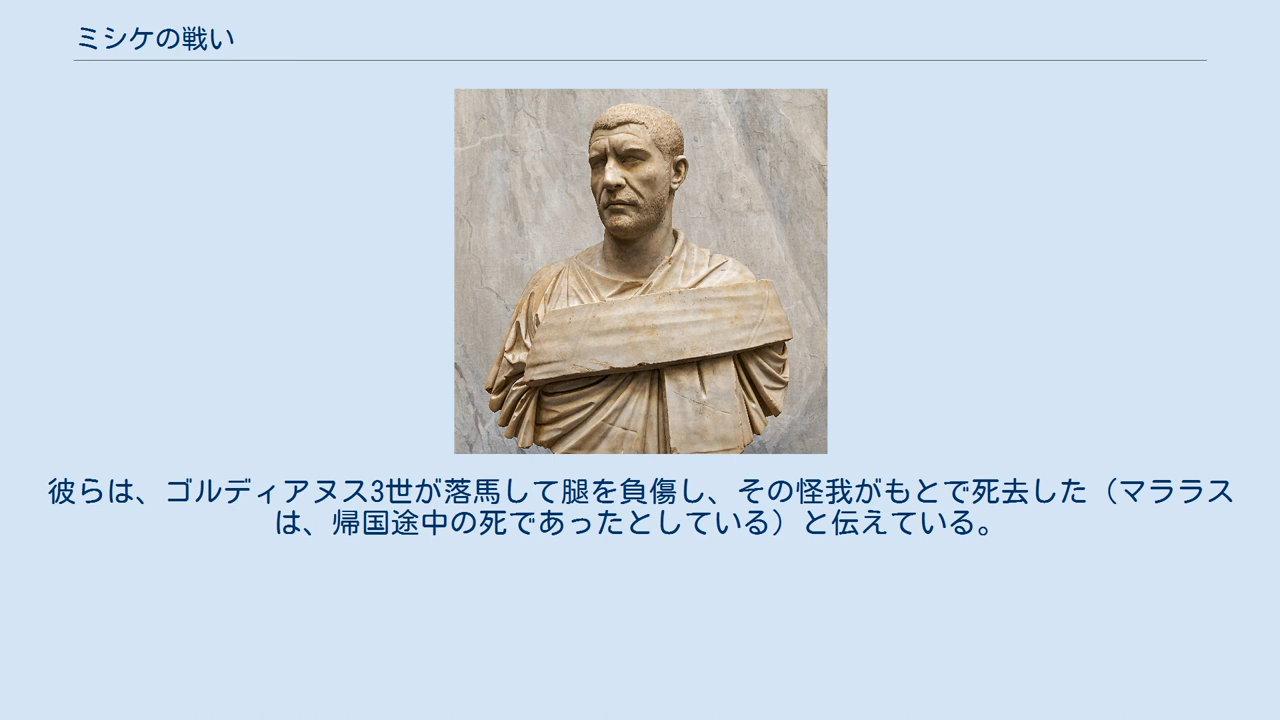 ミシケの戦い
彼らは、ゴルディアヌス3世が落馬して腿を負傷し、その怪我がもとで死去した（マララス
は、帰国途中の死であったとしている）と伝えている。